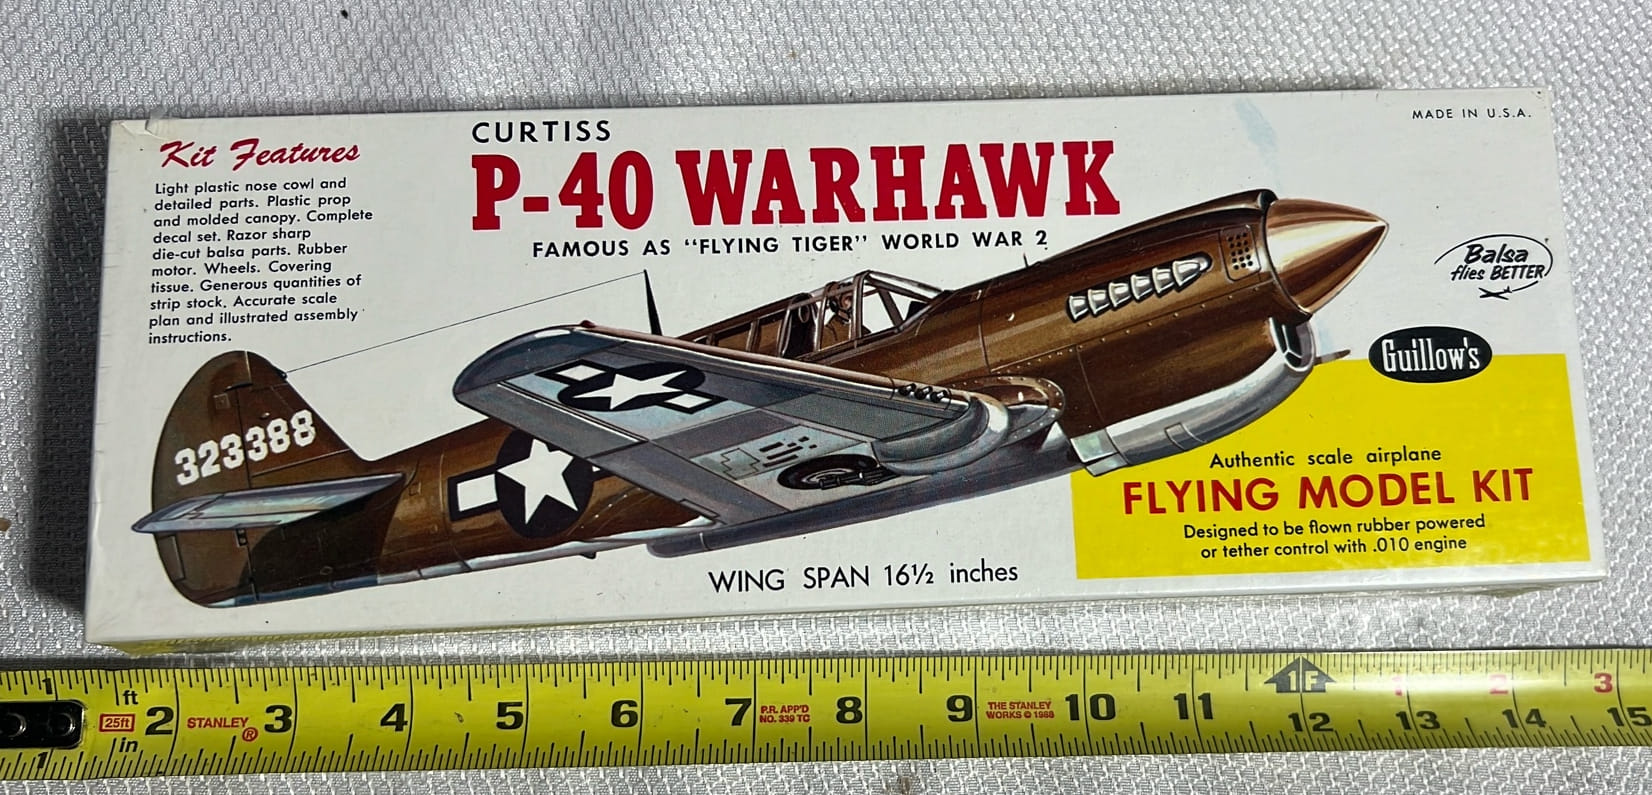 Kit Features
Light plastic nose cowl and
detailed parts. Plastic prop
and molded canopy. Complete
decal set. Razor sharp
die-cut balsa parts. Rubber
motor. Wheels. Covering
tissue. Generous quantities of
strip stock. Accurate scale
plan and illustrated assembly
instructions.
CURTISS
P-40 WARHAWK
FAMOUS AS "FLYING TIGER" WORLD WAR 2
MADE IN U.S.A.
Balsa
flies BETTER
Guillow's
323388
Authentic scale airplane
FLYING MODEL KIT
Designed to be flown rubber powered
or tether control with .010 engine
WING SPAN 16½ inches
1 ft 1F 1 2 3
25ft 2 STANLEY® 3 4 5 6 7 P.R. APP'D 8 9 THE STANLEY 10 11 12 13 14 15
NO. 339 TC WORKS © 1988
in
1